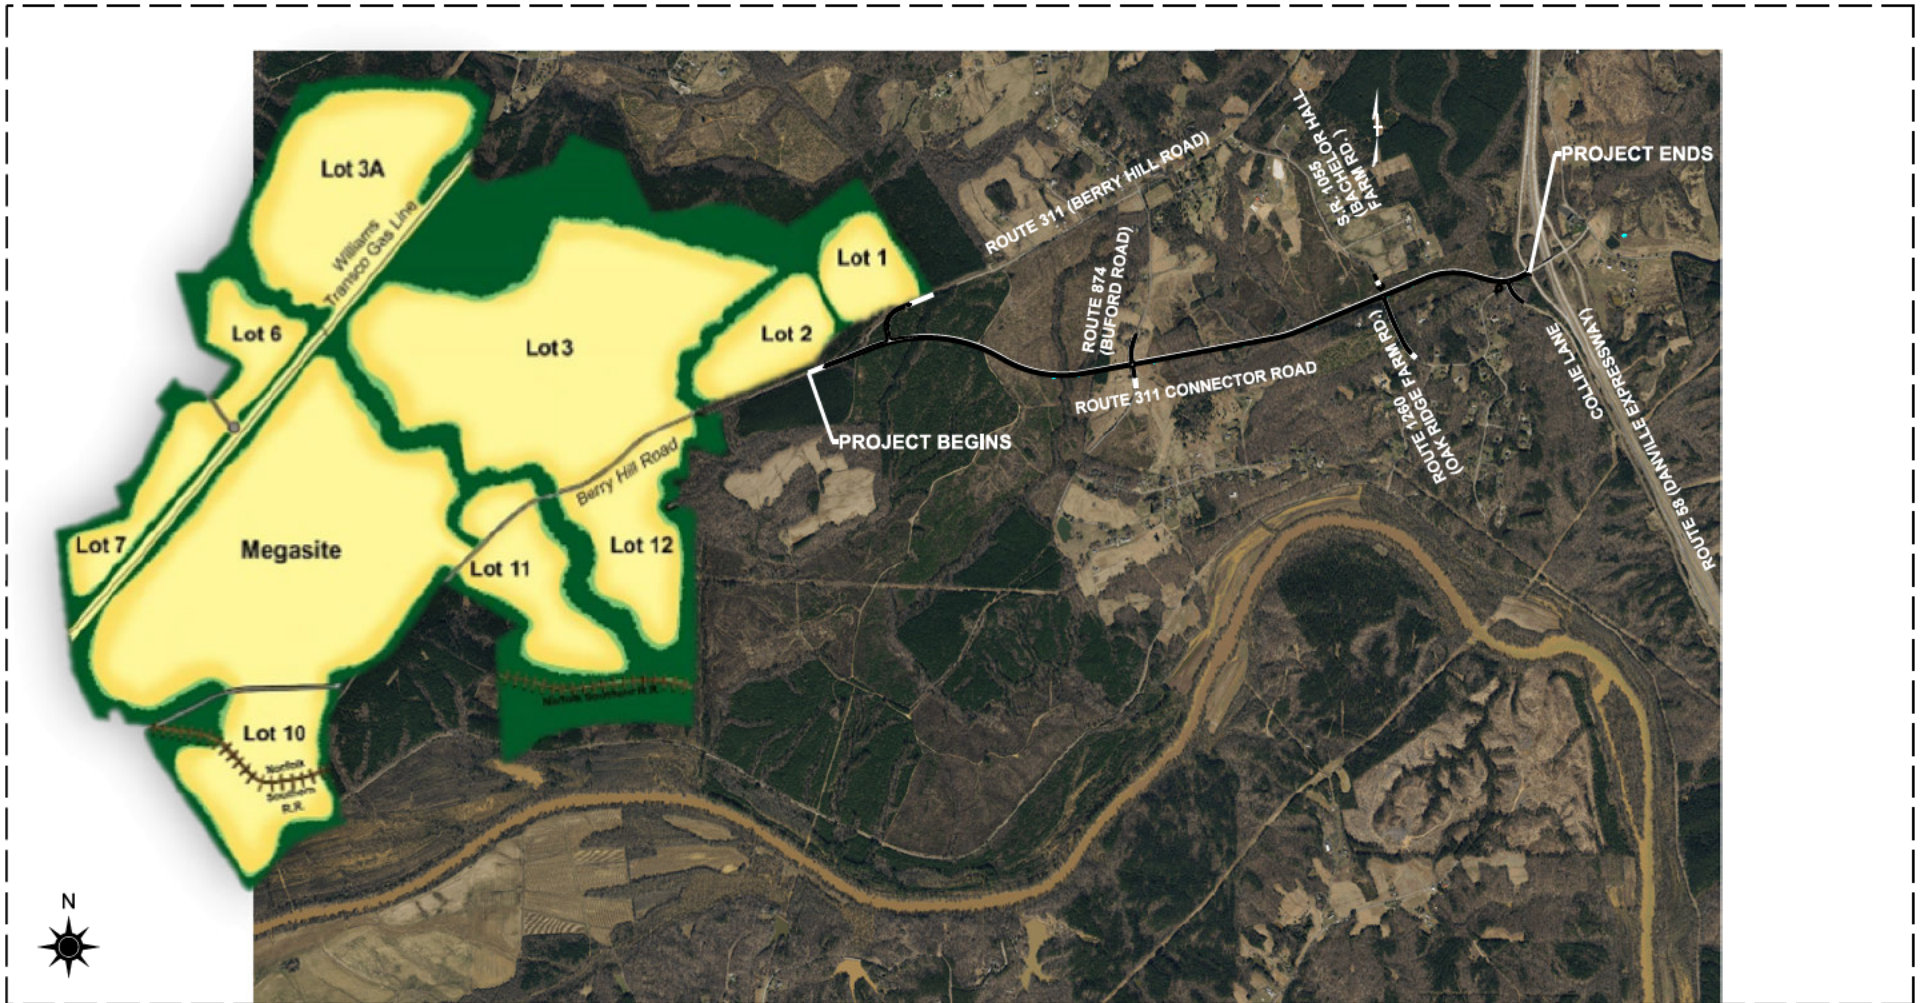 Lot 3A
Williams
Transco Gas Line
Lot 1
Lot 6
Lot 3
Lot 2
Berry Hill Road
Lot 7
Megasite
Lot 11
Lot 12
Norfolk Southern R.R.
Lot 10
Norfolk
Southern
R.R.
ROUTE 311 (BERRY HILL ROAD)
S.R. 1055
(BACHELOR HALL
FARM RD.)
PROJECT ENDS
ROUTE 874
(BUFORD ROAD)
ROUTE 311 CONNECTOR ROAD
PROJECT BEGINS
ROUTE 1260
(OAK RIDGE FARM RD.)
COLLIE LANE
ROUTE 58 (DANVILLE EXPRESSWAY)
N